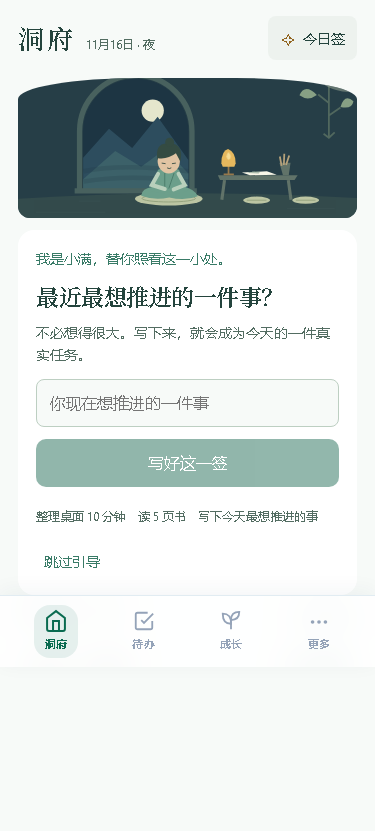 洞府
11月16日 · 夜
今日签
我是小满，替你照看这一小处。
最近最想推进的一件事？
不必想得很大。写下来，就会成为今天的一件真
实任务。
你现在想推进的一件事
写好这一签
整理桌面 10 分钟 读 5 页书 写下今天最想推进的事
跳过引导
洞府 待办 成长 更多